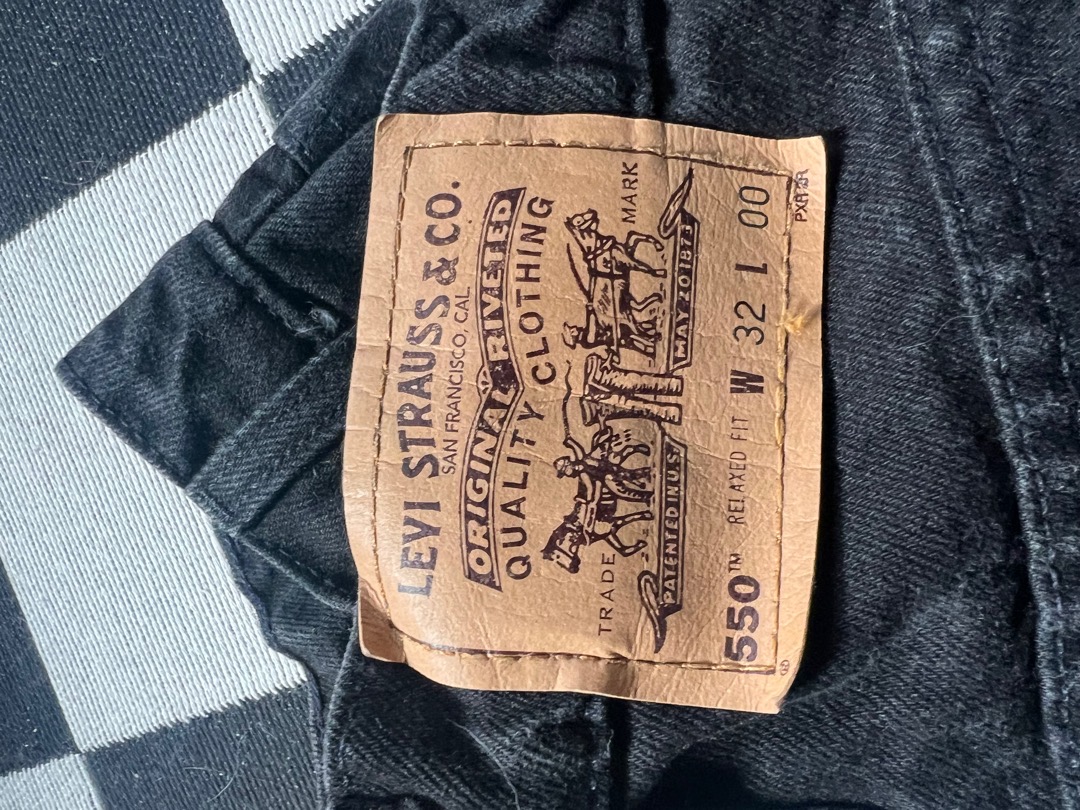 LEVI STRAUSS & CO.
SAN FRANCISCO, CAL
ORIGINAL RIVETED
QUALITY CLOTHING
TRADE MARK
PATENTED IN U.S. MAY 20 1873
550™ RELAXED FIT W 32 L 00